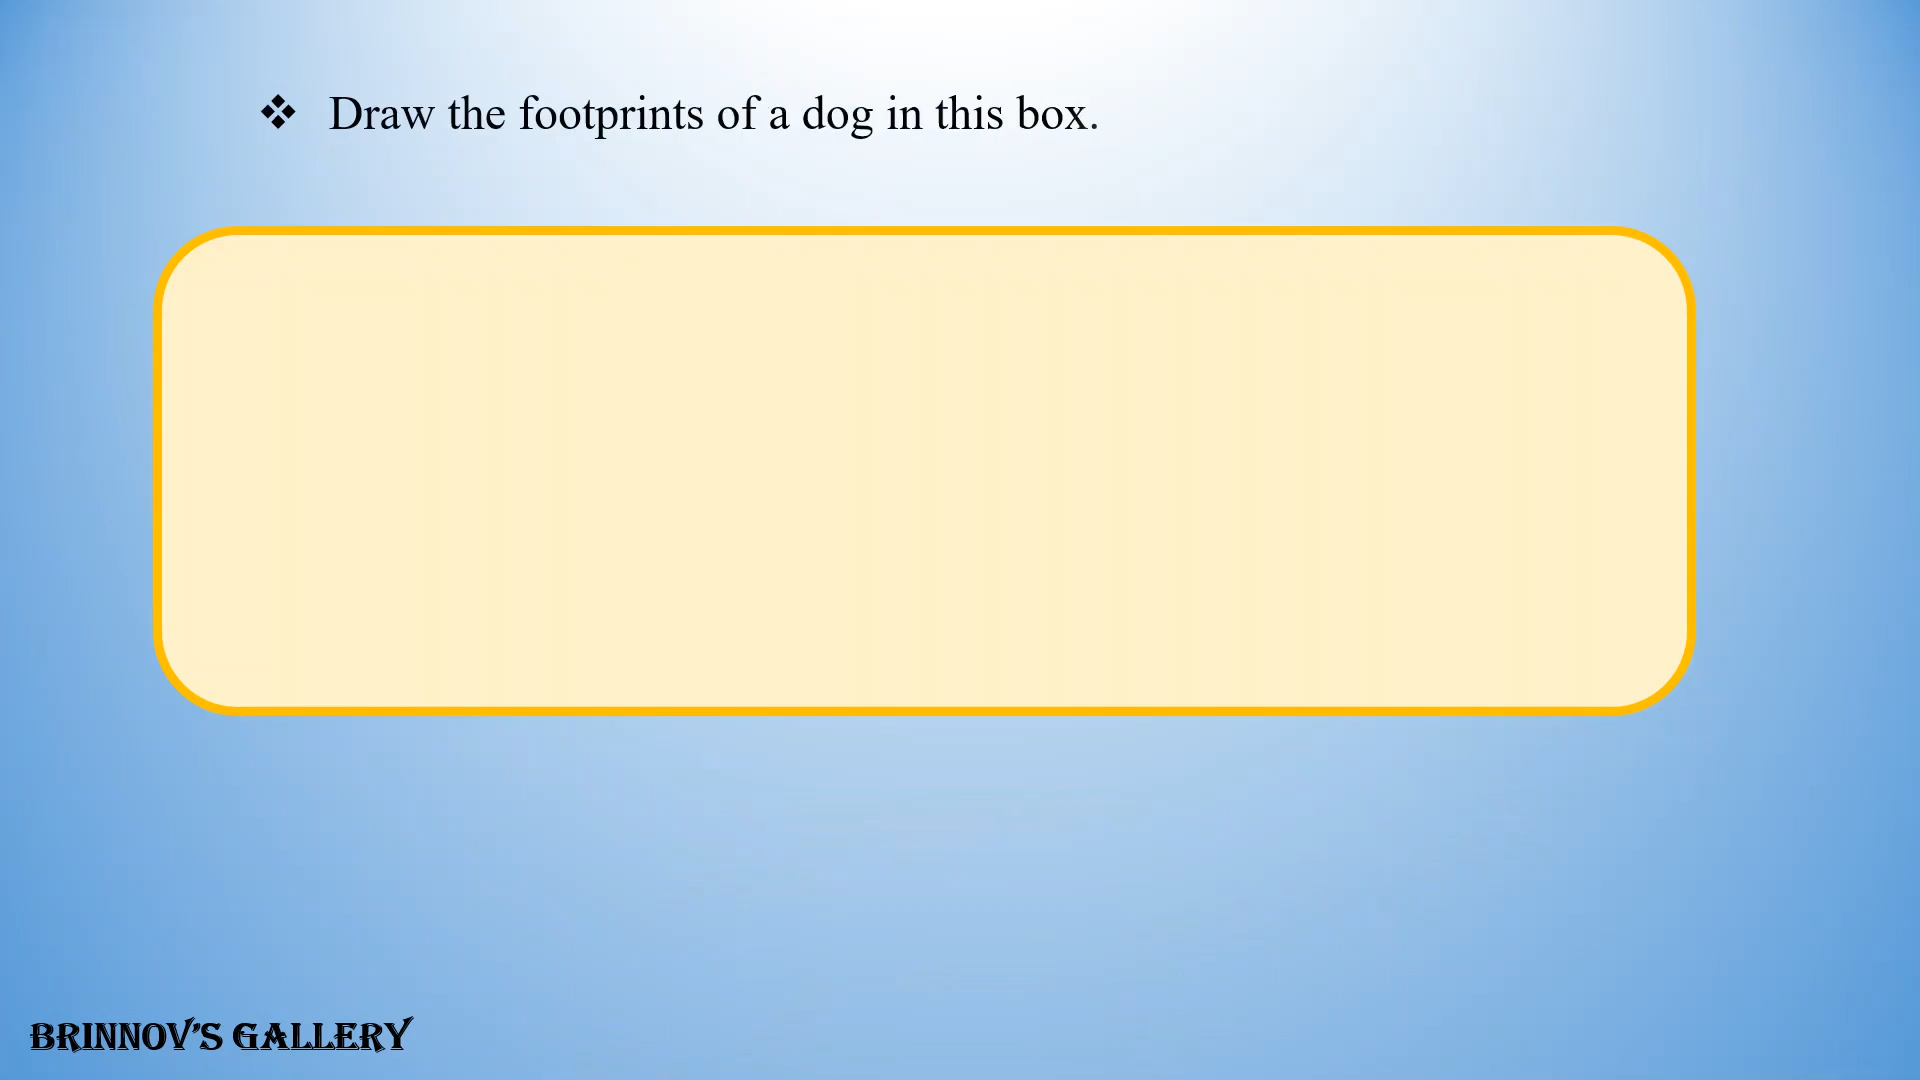 ❖ Draw the footprints of a dog in this box.
BRINNOV'S GALLERY